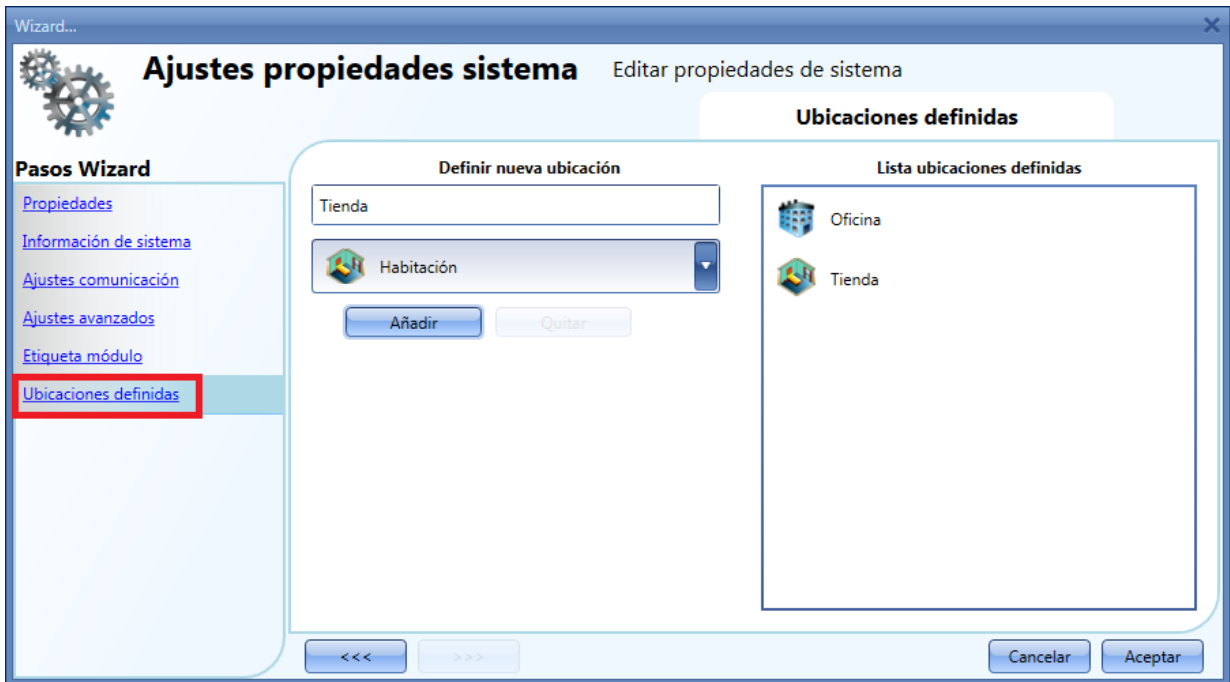 Wizard...
Ajustes propiedades sistema Editar propiedades de sistema
Ubicaciones definidas
Pasos Wizard
Propiedades
Información de sistema
Ajustes comunicación
Ajustes avanzados
Etiqueta módulo
Ubicaciones definidas
Definir nueva ubicación
Tienda
Habitación
Añadir Quitar
Lista ubicaciones definidas
Oficina
Tienda
<<< >>>
Cancelar Aceptar